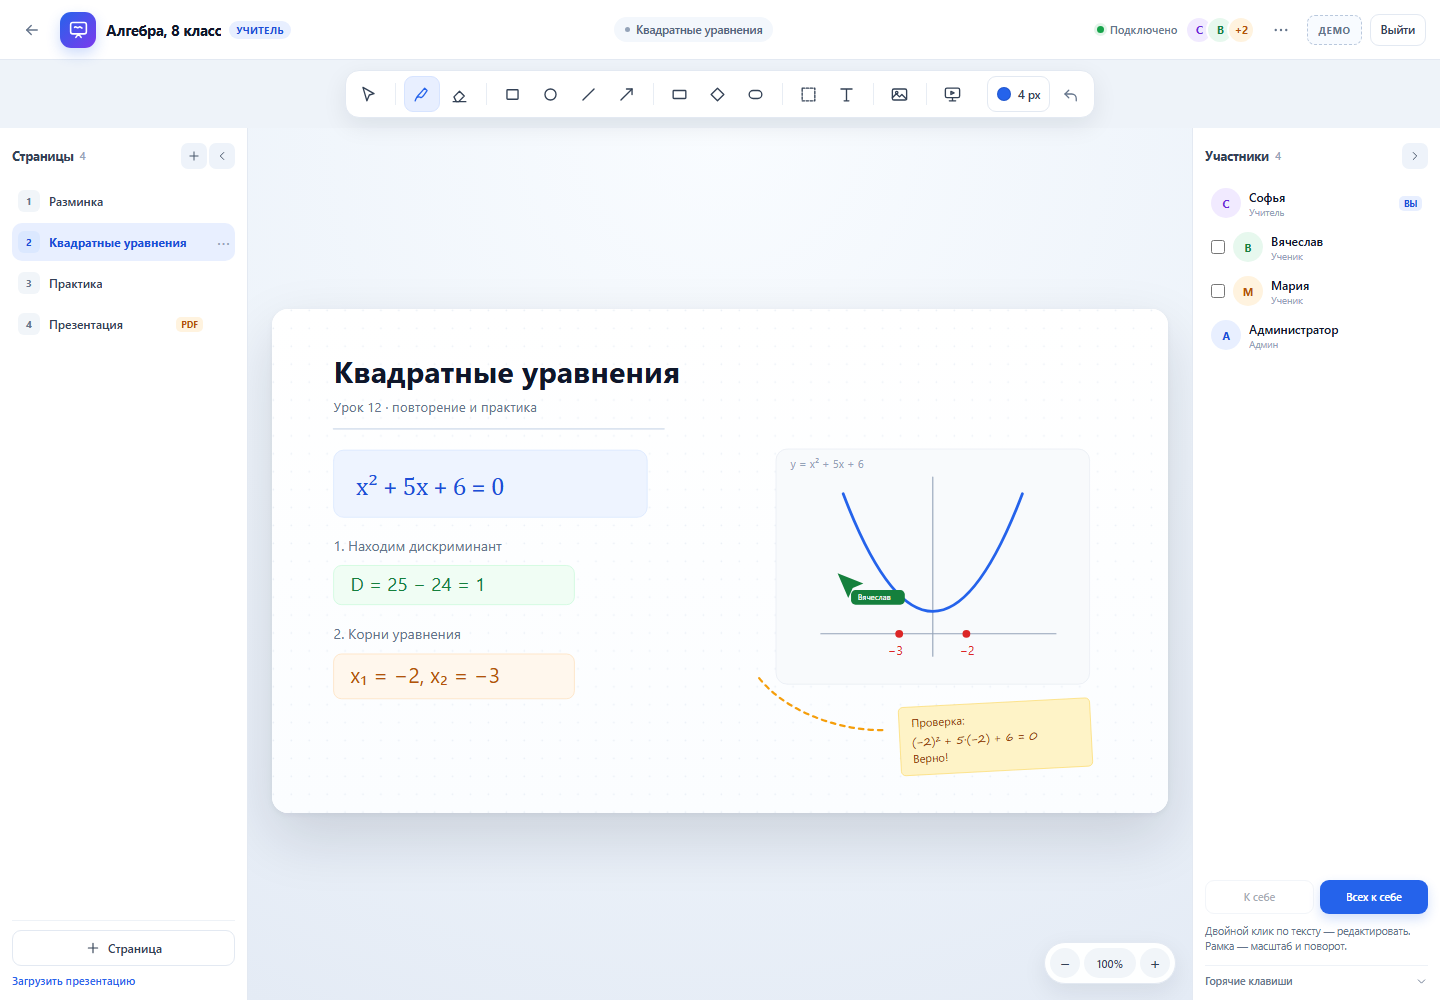 Алгебра, 8 класс УЧИТЕЛЬ
Квадратные уравнения
Подключено С В +2 ДЕМО Выйти
4 px
Страницы 4
1 Разминка
2 Квадратные уравнения
3 Практика
4 Презентация PDF
Страница
Загрузить презентацию
Квадратные уравнения
Урок 12 · повторение и практика
x² + 5x + 6 = 0
1. Находим дискриминант
D = 25 − 24 = 1
2. Корни уравнения
x₁ = −2, x₂ = −3
y = x² + 5x + 6
Вячеслав
−3 −2
Проверка:
(-2)² + 5·(-2) + 6 = 0
Верно!
− 100% +
Участники 4
С Софья ВЫ
Учитель
В Вячеслав
Ученик
М Мария
Ученик
А Администратор
Админ
К себе Всех к себе
Двойной клик по тексту — редактировать.
Рамка — масштаб и поворот.
Горячие клавиши